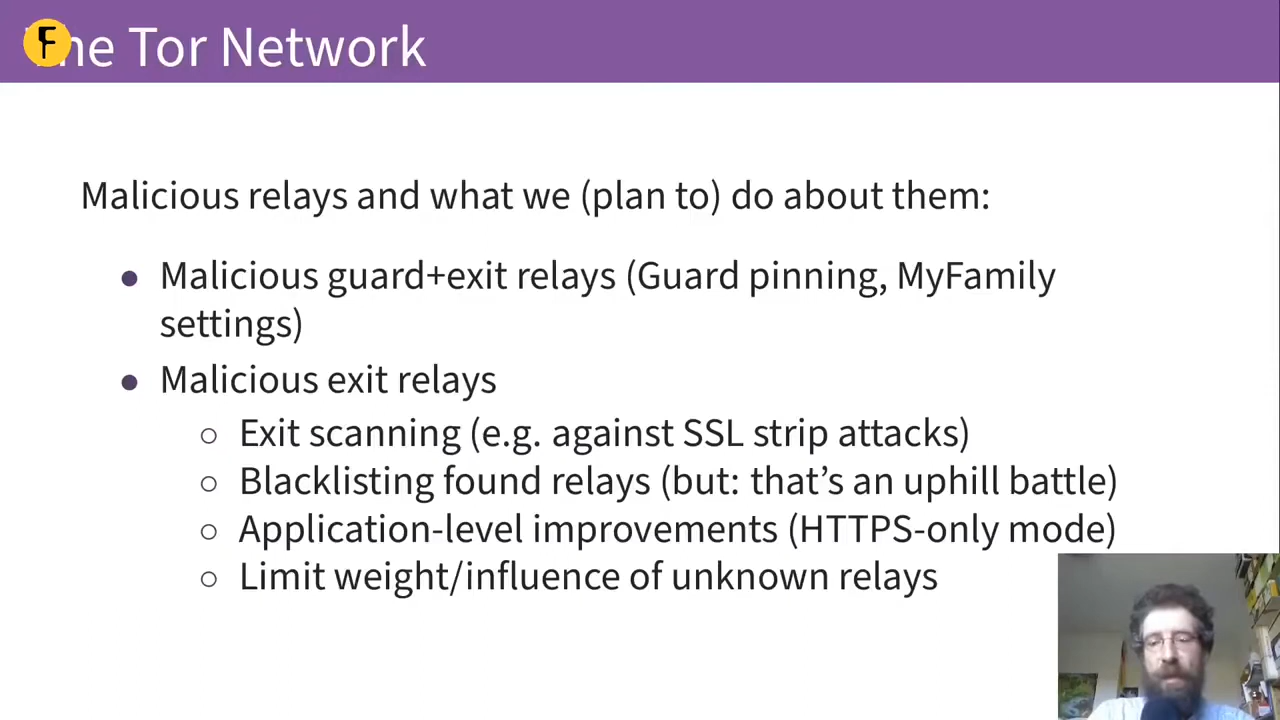 The Tor Network
Malicious relays and what we (plan to) do about them:
Malicious guard+exit relays (Guard pinning, MyFamily
settings)
Malicious exit relays
Exit scanning (e.g. against SSL strip attacks)
Blacklisting found relays (but: that’s an uphill battle)
Application-level improvements (HTTPS-only mode)
Limit weight/influence of unknown relays